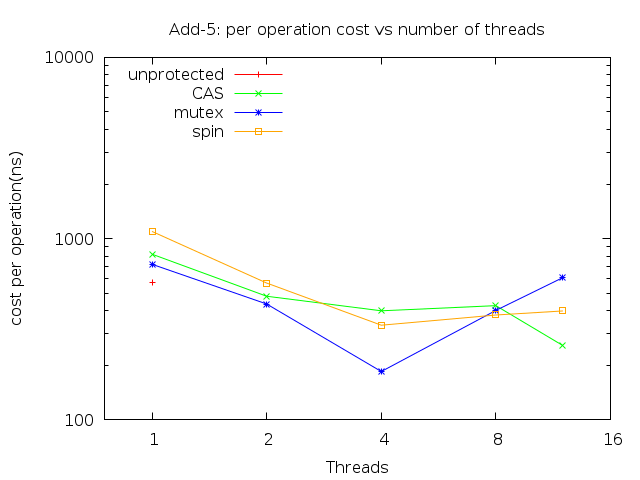 Add-5: per operation cost vs number of threads
10000
unprotected
CAS
mutex
spin
cost per operation(ns)
1000
100
1 2 4 8 16
Threads